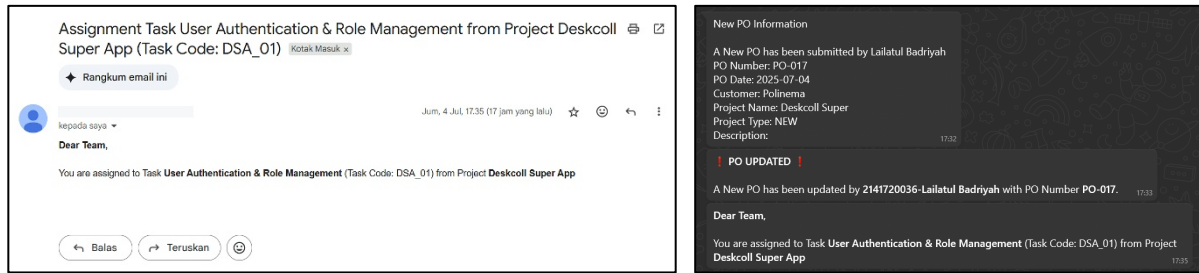 Assignment Task User Authentication & Role Management from Project Deskcoll
Super App (Task Code: DSA_01) Kotak Masuk x
Rangkum email ini
Jum, 4 Jul, 17.35 (17 jam yang lalu)
kepada saya
Dear Team,
You are assigned to Task User Authentication & Role Management (Task Code: DSA_01) from Project Deskcoll Super App
Balas
Teruskan
New PO Information
A New PO has been submitted by Lailatul Badriyah
PO Number: PO-017
PO Date: 2025-07-04
Customer: Polinema
Project Name: Deskcoll Super
Project Type: NEW
Description:
17:32
❗ PO UPDATED ❗
A New PO has been updated by 2141720036-Lailatul Badriyah with PO Number PO-017.
17:33
Dear Team,
You are assigned to Task User Authentication & Role Management (Task Code: DSA_01) from Project
Deskcoll Super App
17:35